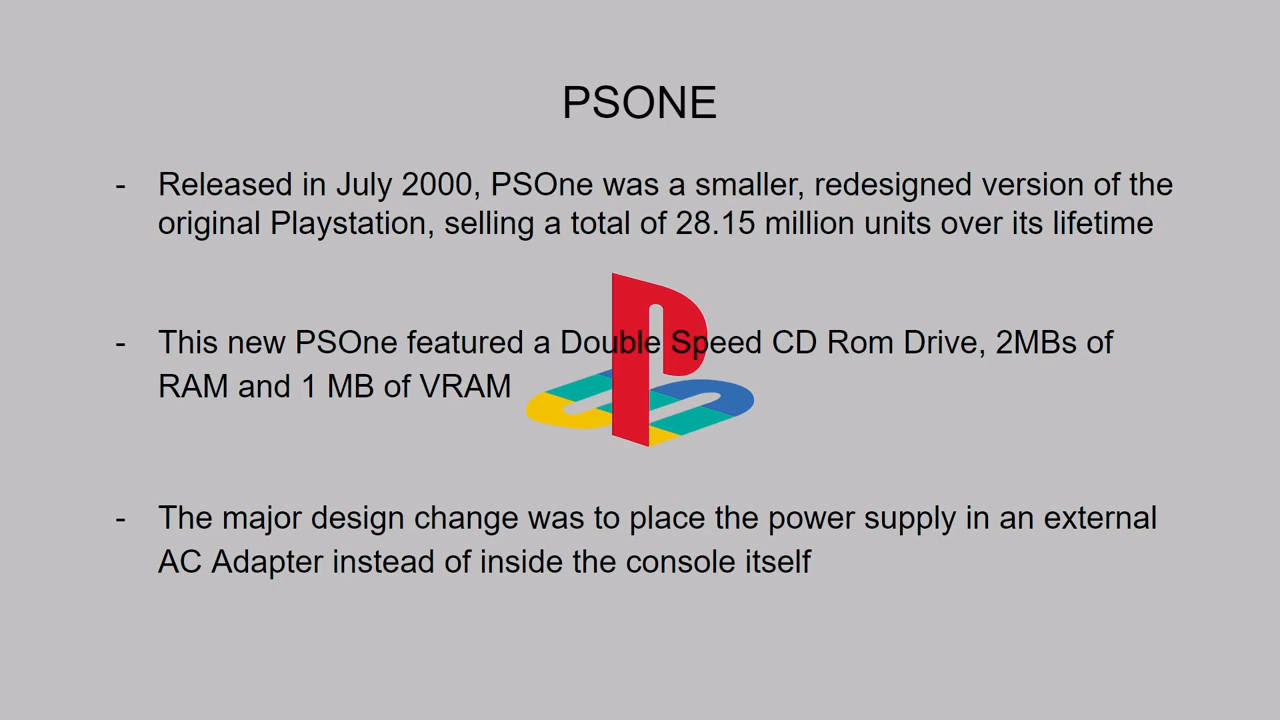 PSONE
- Released in July 2000, PSOne was a smaller, redesigned version of the
original Playstation, selling a total of 28.15 million units over its lifetime
- This new PSOne featured a Double Speed CD Rom Drive, 2MBs of
RAM and 1 MB of VRAM
- The major design change was to place the power supply in an external
AC Adapter instead of inside the console itself